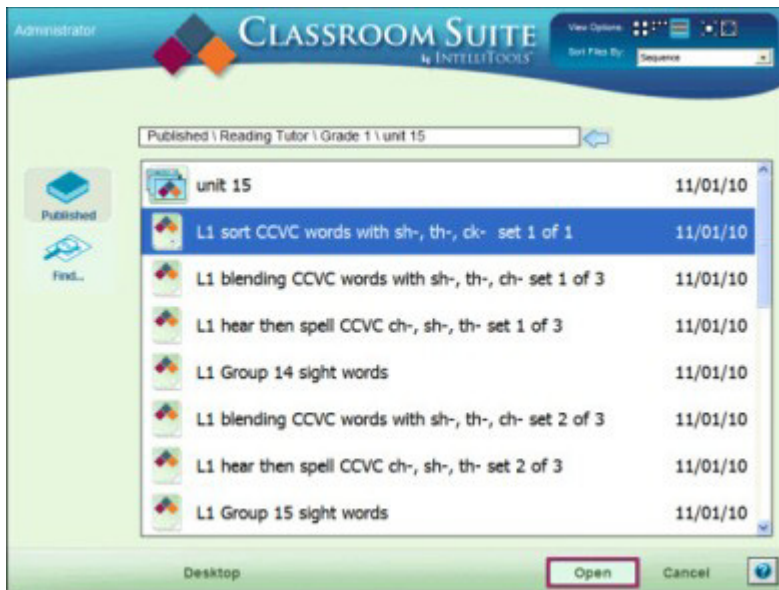 Administrator
CLASSROOM SUITE
by INTELLITOOLS
View Options:
Sort Files By: Sequence
Published \ Reading Tutor \ Grade 1 \ unit 15
Published
Find...
unit 15 11/01/10
L1 sort CCVC words with sh-, th-, ck- set 1 of 1 11/01/10
L1 blending CCVC words with sh-, th-, ch- set 1 of 3 11/01/10
L1 hear then spell CCVC ch-, sh-, th- set 1 of 3 11/01/10
L1 Group 14 sight words 11/01/10
L1 blending CCVC words with sh-, th-, ch- set 2 of 3 11/01/10
L1 hear then spell CCVC ch-, sh-, th- set 2 of 3 11/01/10
L1 Group 15 sight words 11/01/10
Desktop Open Cancel ?